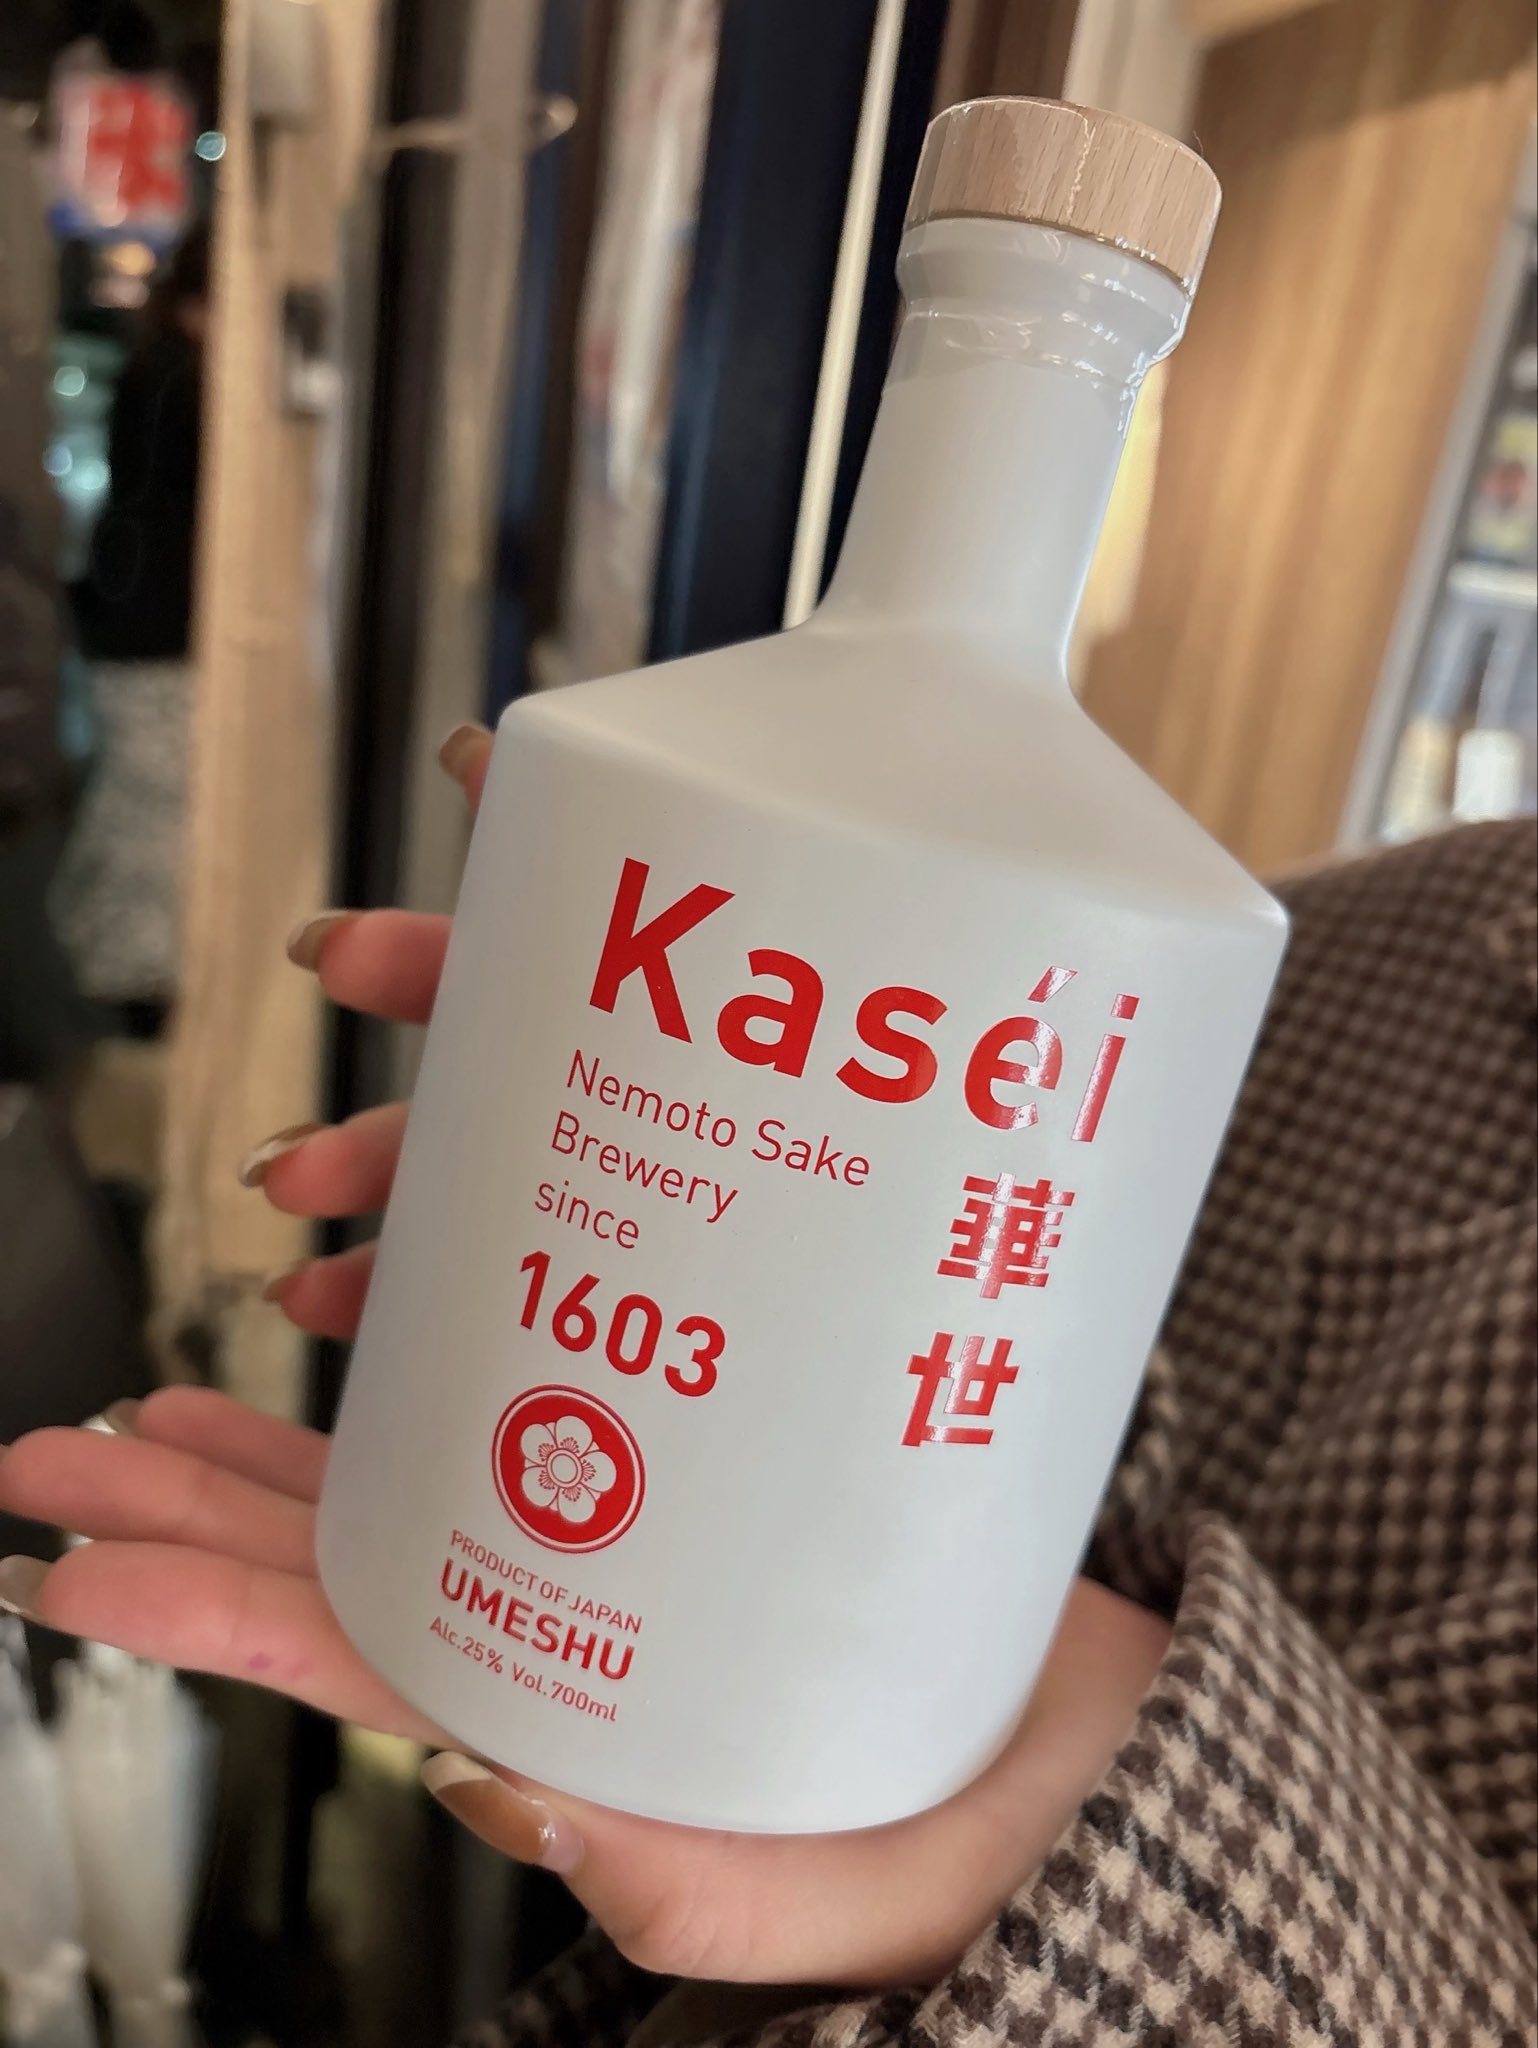 Kaséi
Nemoto Sake
Brewery
since
1603
華世
PRODUCT OF JAPAN
UMESHU
Alc.25% Vol.700ml